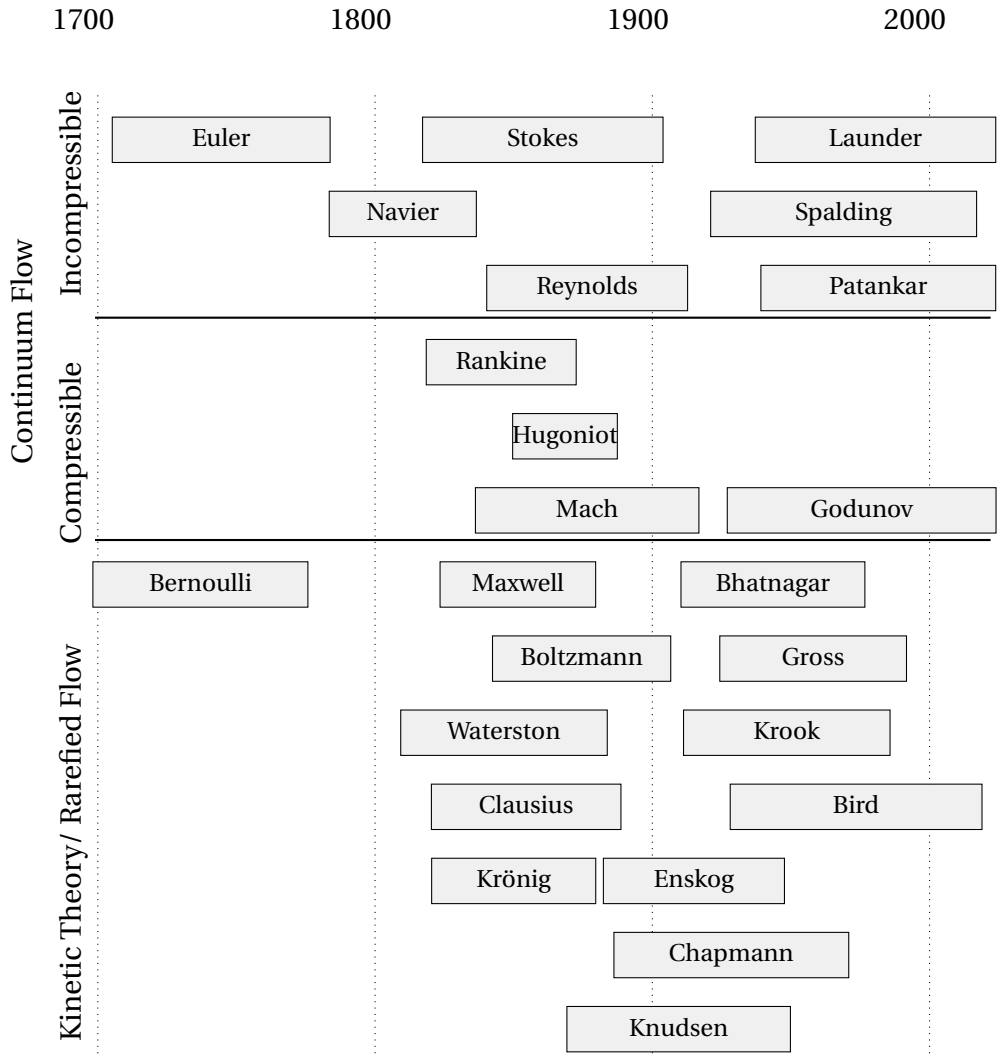 1700 1800 1900 2000
Continuum Flow
Incompressible
Euler Stokes Launder
Navier Spalding
Reynolds Patankar
Compressible
Rankine
Hugoniot
Mach Godunov
Kinetic Theory/ Rarefied Flow
Bernoulli Maxwell Bhatnagar
Boltzmann Gross
Waterston Krook
Clausius Bird
Krönig Enskog
Chapmann
Knudsen